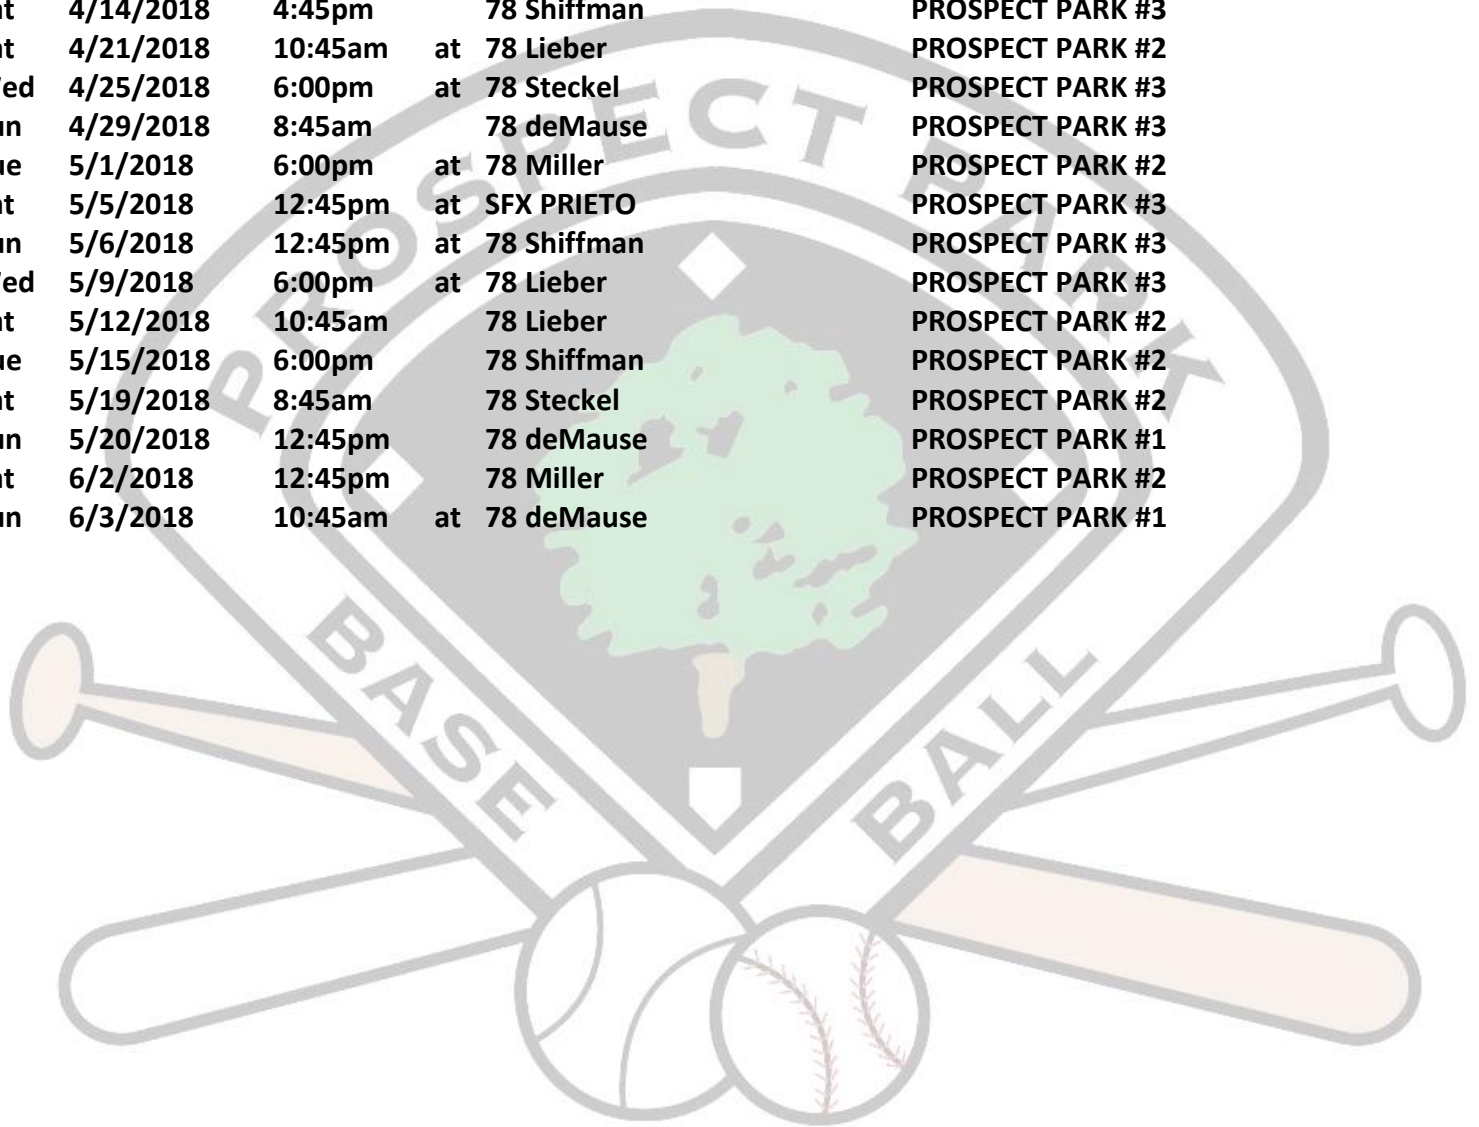 at 4/14/2018 4:45pm 78 Shiffman PROSPECT PARK #3
at 4/21/2018 10:45am at 78 Lieber PROSPECT PARK #2
ed 4/25/2018 6:00pm at 78 Steckel PROSPECT PARK #3
un 4/29/2018 8:45am 78 deMause PROSPECT PARK #3
ue 5/1/2018 6:00pm at 78 Miller PROSPECT PARK #2
at 5/5/2018 12:45pm at SFX PRIETO PROSPECT PARK #3
un 5/6/2018 12:45pm at 78 Shiffman PROSPECT PARK #3
ed 5/9/2018 6:00pm at 78 Lieber PROSPECT PARK #3
at 5/12/2018 10:45am 78 Lieber PROSPECT PARK #2
ue 5/15/2018 6:00pm 78 Shiffman PROSPECT PARK #2
at 5/19/2018 8:45am 78 Steckel PROSPECT PARK #2
un 5/20/2018 12:45pm 78 deMause PROSPECT PARK #1
at 6/2/2018 12:45pm 78 Miller PROSPECT PARK #2
un 6/3/2018 10:45am at 78 deMause PROSPECT PARK #1
PROSPECT PARK
BASE BALL